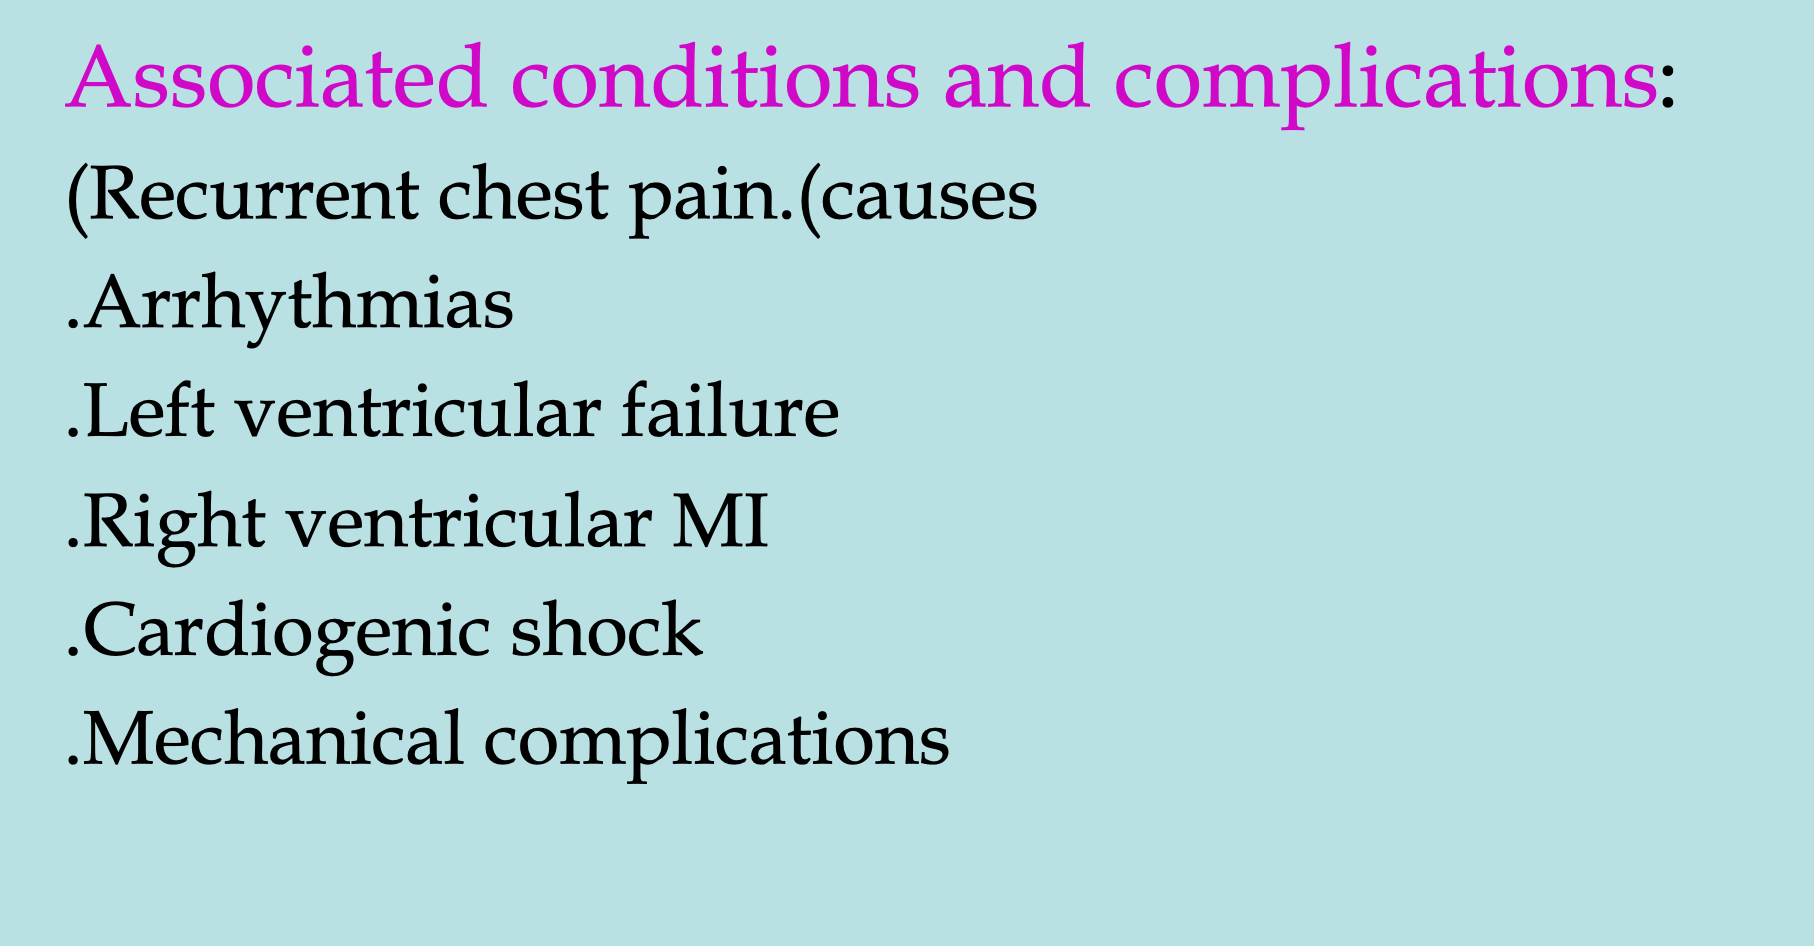 Associated conditions and complications:
(Recurrent chest pain.(causes
.Arrhythmias
.Left ventricular failure
.Right ventricular MI
.Cardiogenic shock
.Mechanical complications